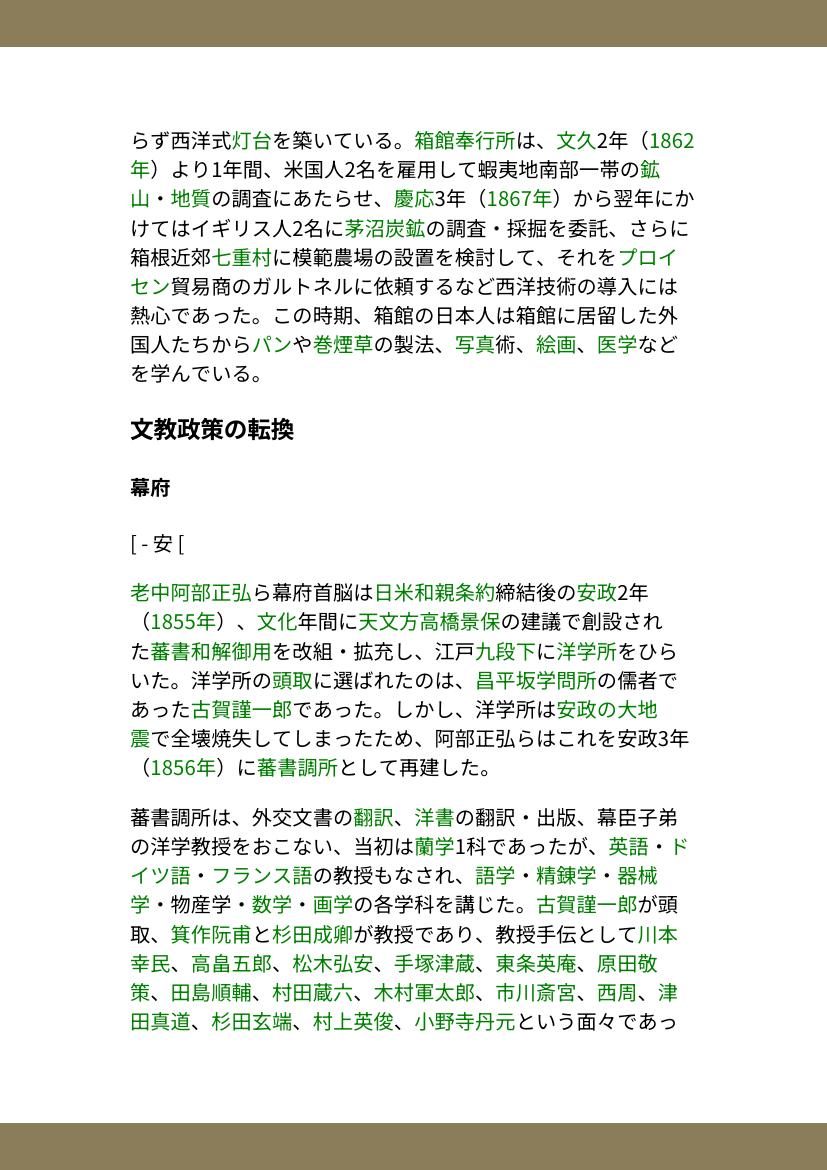 らず西洋式灯台を築いている。箱館奉行所は、文久2年（1862
年）より1年間、米国人2名を雇用して蝦夷地南部一帯の鉱
山・地質の調査にあたらせ、慶応3年（1867年）から翌年にか
けてはイギリス人2名に茅沼炭鉱の調査・採掘を委託、さらに
箱根近郊七重村に模範農場の設置を検討して、それをプロイ
セン貿易商のガルトネルに依頼するなど西洋技術の導入には
熱心であった。この時期、箱館の日本人は箱館に居留した外
国人たちからパンや巻煙草の製法、写真術、絵画、医学など
を学んでいる。
文教政策の転換
幕府
[ - 安 [
老中阿部正弘ら幕府首脳は日米和親条約締結後の安政2年
（1855年）、文化年間に天文方高橋景保の建議で創設され
た蕃書和解御用を改組・拡充し、江戸九段下に洋学所をひら
いた。洋学所の頭取に選ばれたのは、昌平坂学問所の儒者で
あった古賀謹一郎であった。しかし、洋学所は安政の大地
震で全壊焼失してしまったため、阿部正弘らはこれを安政3年
（1856年）に蕃書調所として再建した。
蕃書調所は、外交文書の翻訳、洋書の翻訳・出版、幕臣子弟
の洋学教授をおこない、当初は蘭学1科であったが、英語・ド
イツ語・フランス語の教授もなされ、語学・精錬学・器械
学・物産学・数学・画学の各学科を講じた。古賀謹一郎が頭
取、箕作阮甫と杉田成卿が教授であり、教授手伝として川本
幸民、高畠五郎、松木弘安、手塚津蔵、東条英庵、原田敬
策、田島順輔、村田蔵六、木村軍太郎、市川斎宮、西周、津
田真道、杉田玄端、村上英俊、小野寺丹元という面々であっ